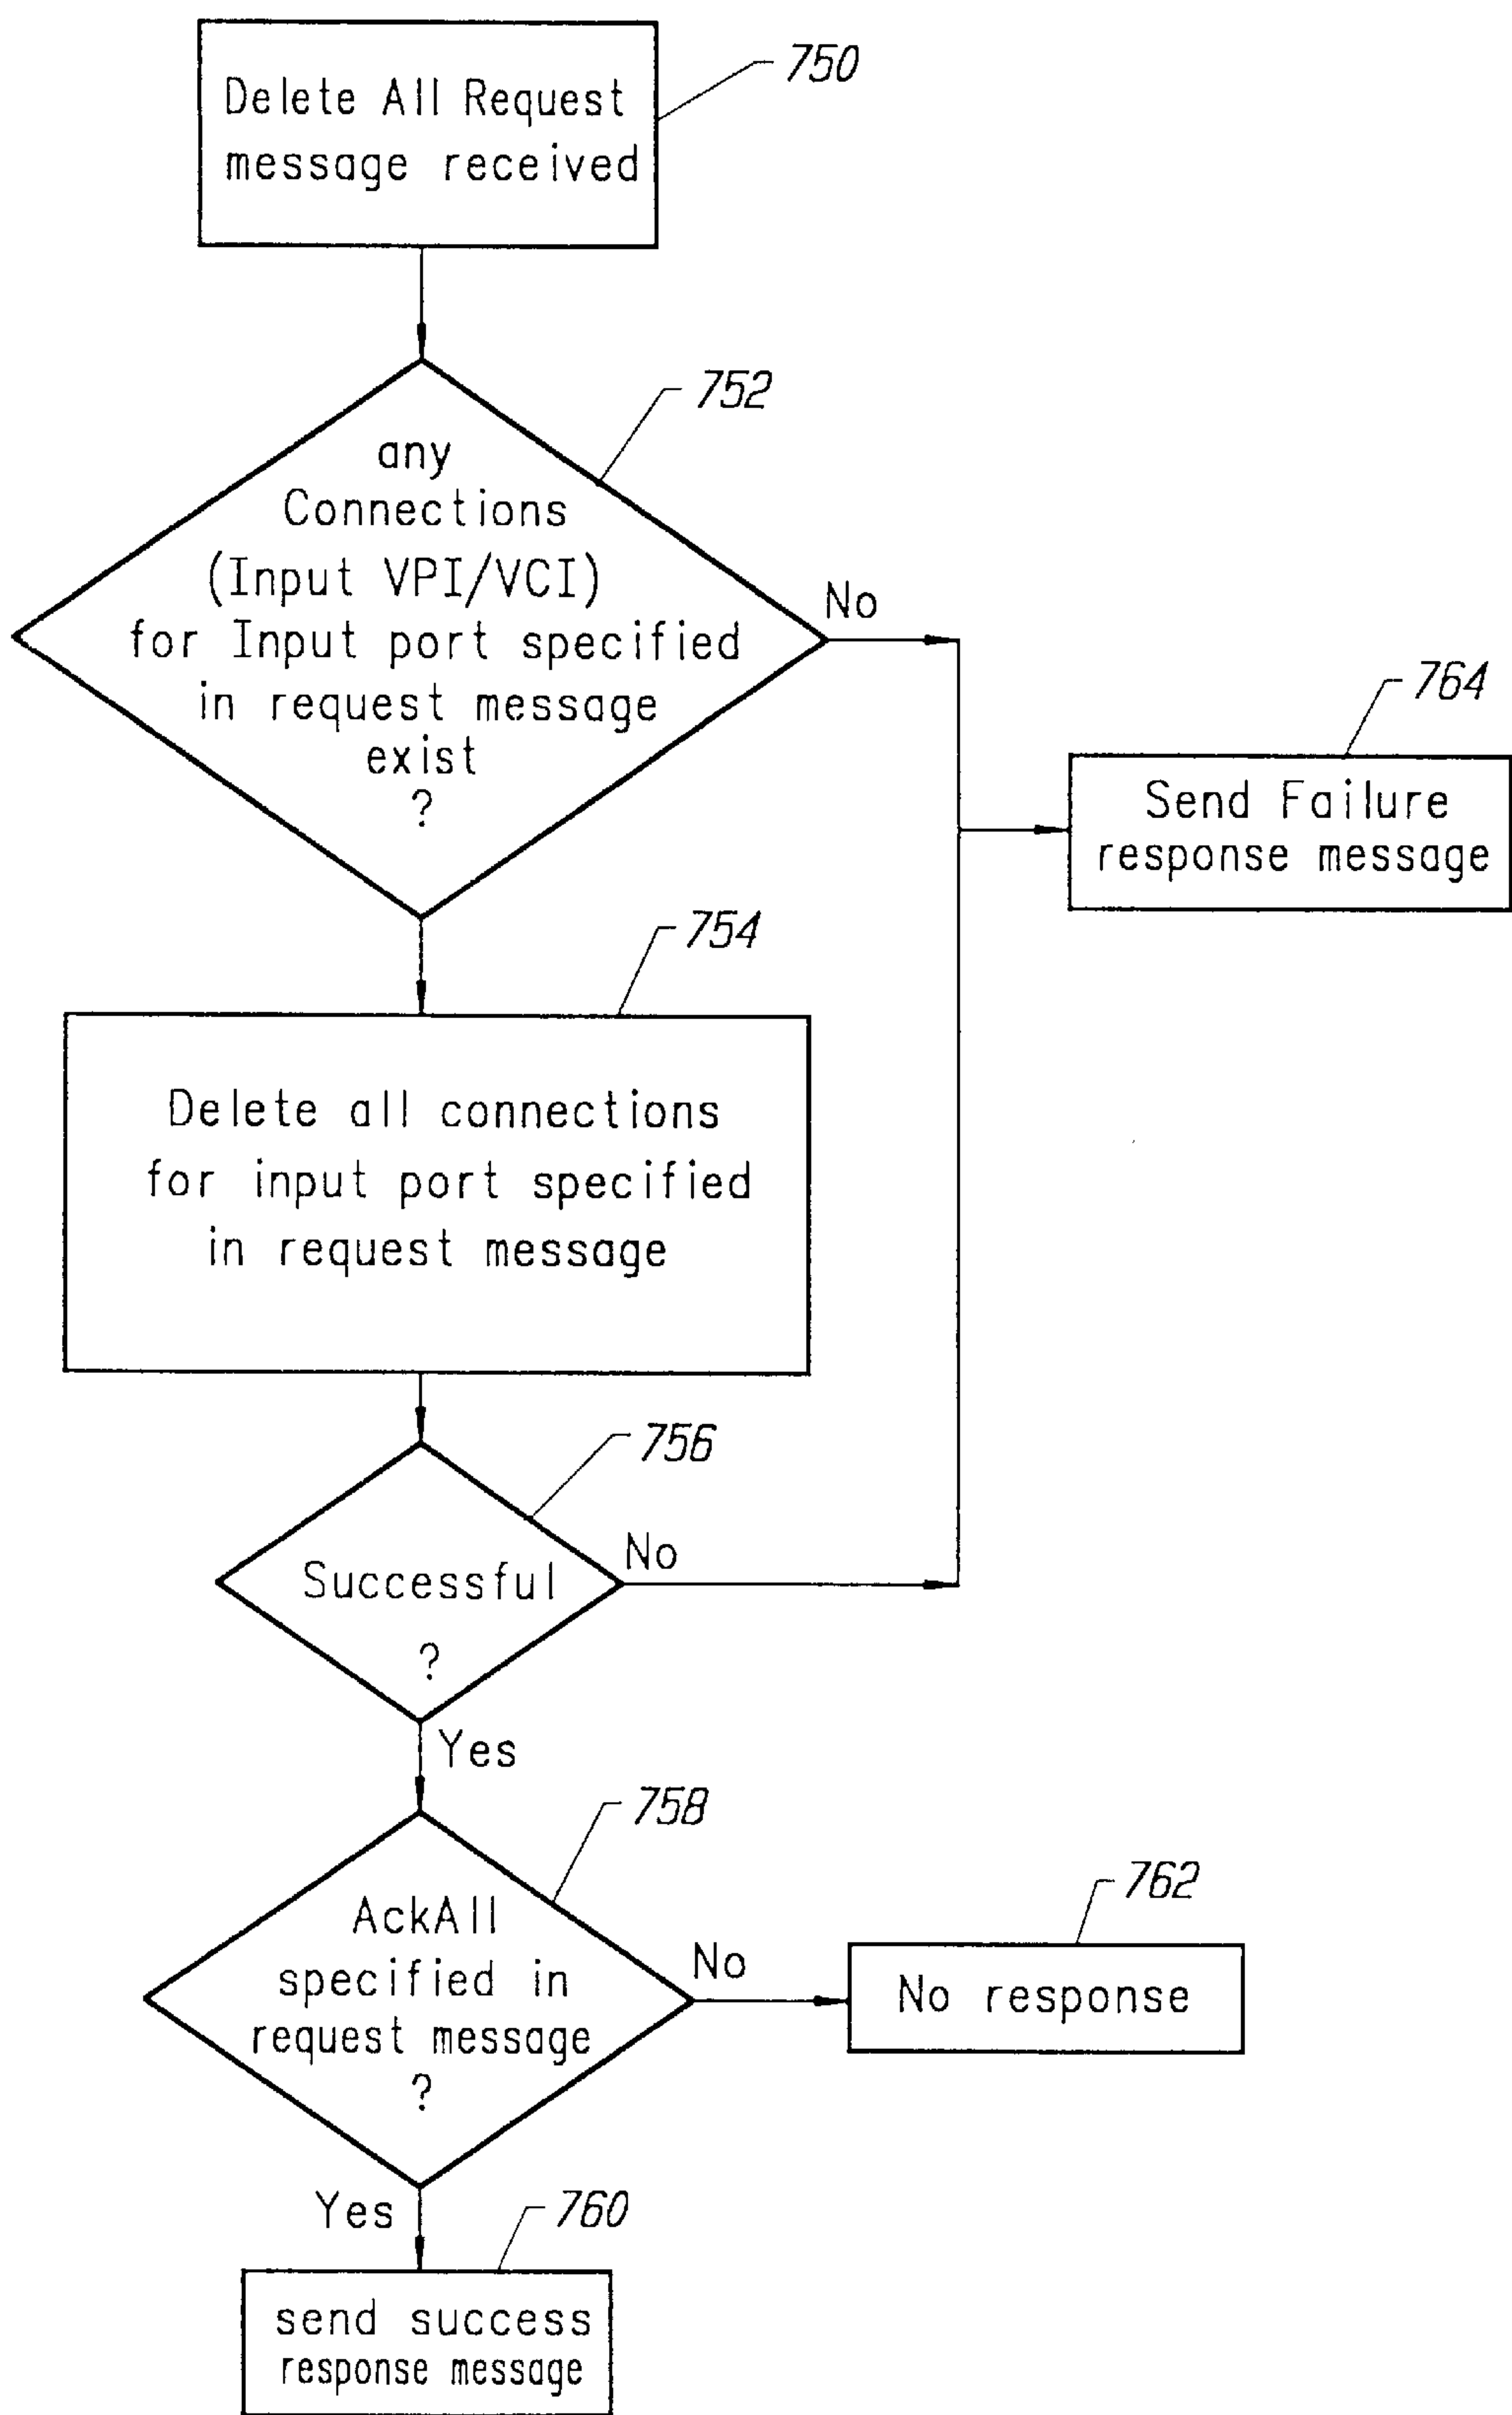 750
Delete All Request
message received
752
any
Connections
(Input VPI/VCI)
for Input port specified
in request message
exist
?
No
764
Send Failure
response message
754
Delete all connections
for input port specified
in request message
756
Successful
?
No
Yes
758
AckAll
specified in
request message
?
No
762
No response
Yes
760
send success
response message